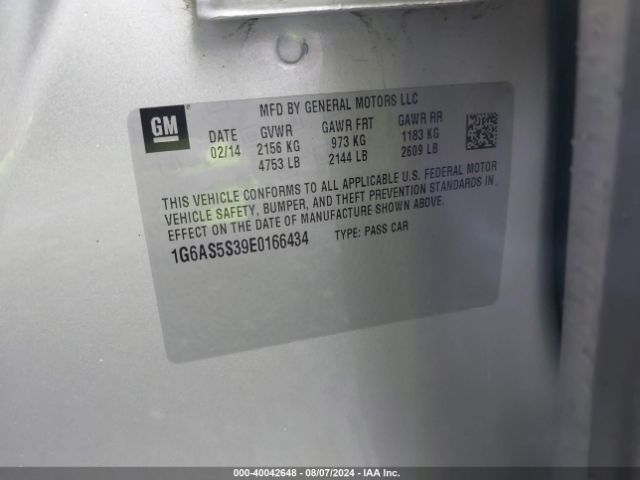 MFD BY GENERAL MOTORS LLC
GM
DATE GVWR GAWR FRT GAWR RR
02/14 2156 KG 973 KG 1183 KG
4753 LB 2144 LB 2609 LB
THIS VEHICLE CONFORMS TO ALL APPLICABLE U.S. FEDERAL MOTOR
VEHICLE SAFETY, BUMPER, AND THEFT PREVENTION STANDARDS IN
EFFECT ON THE DATE OF MANUFACTURE SHOWN ABOVE.
1G6AS5S39E0166434 TYPE: PASS CAR
STOCK - 40042648 - 08/07/2024 - IAA Inc.